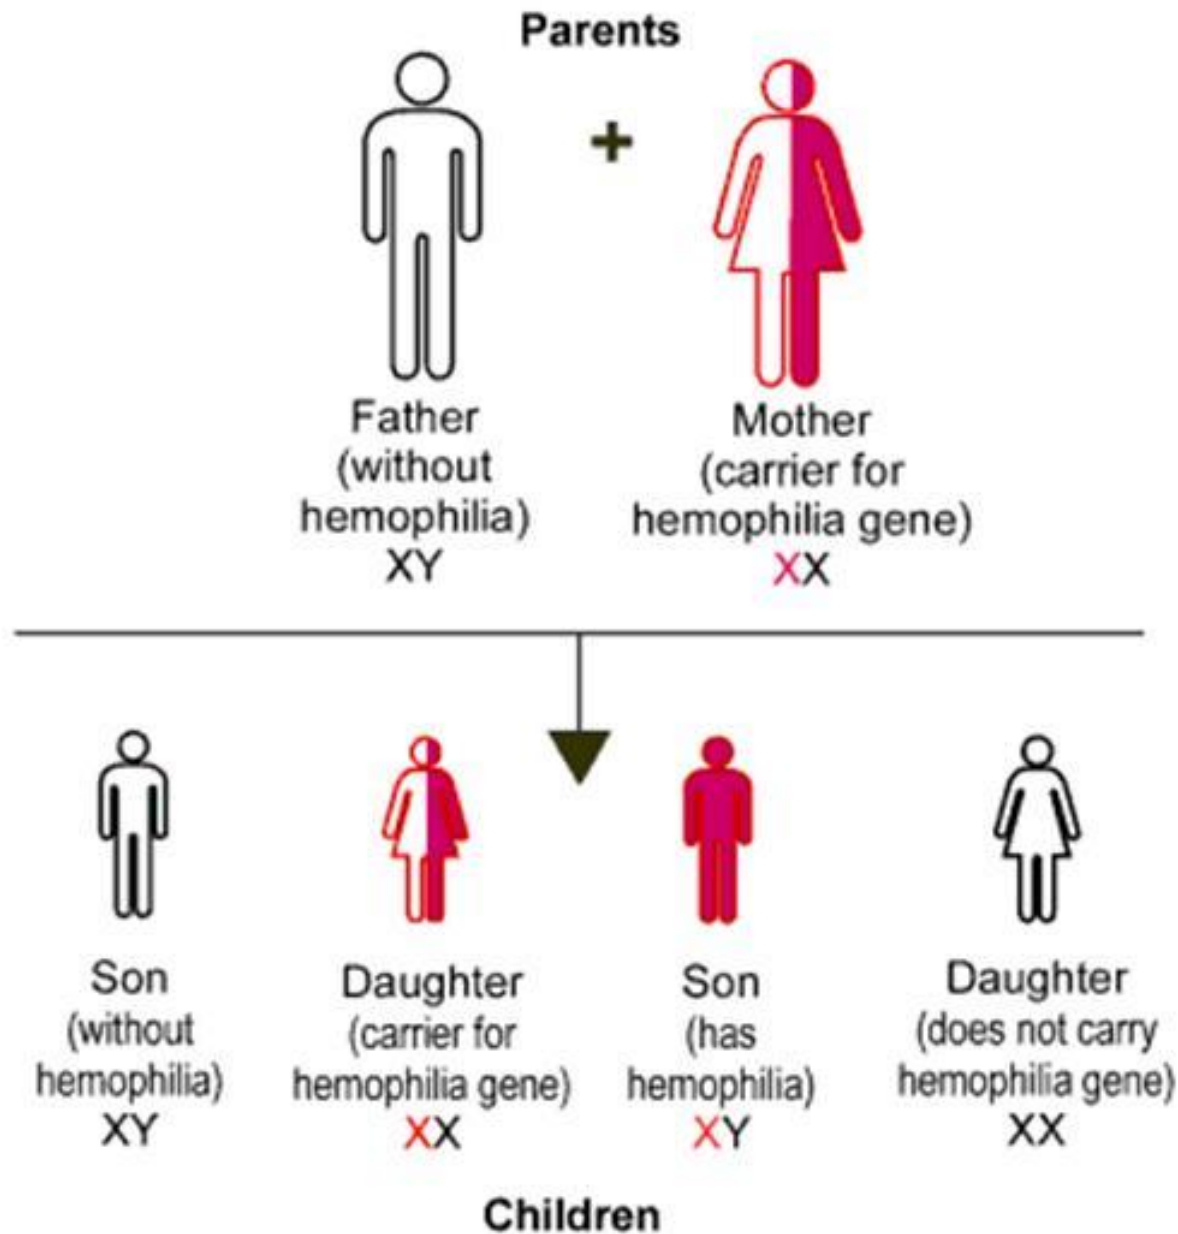 Parents
+
Father
(without
hemophilia)
XY
Mother
(carrier for
hemophilia gene)
XX
Son
(without
hemophilia)
XY
Daughter
(carrier for
hemophilia gene)
XX
Son
(has
hemophilia)
XY
Daughter
(does not carry
hemophilia gene)
XX
Children